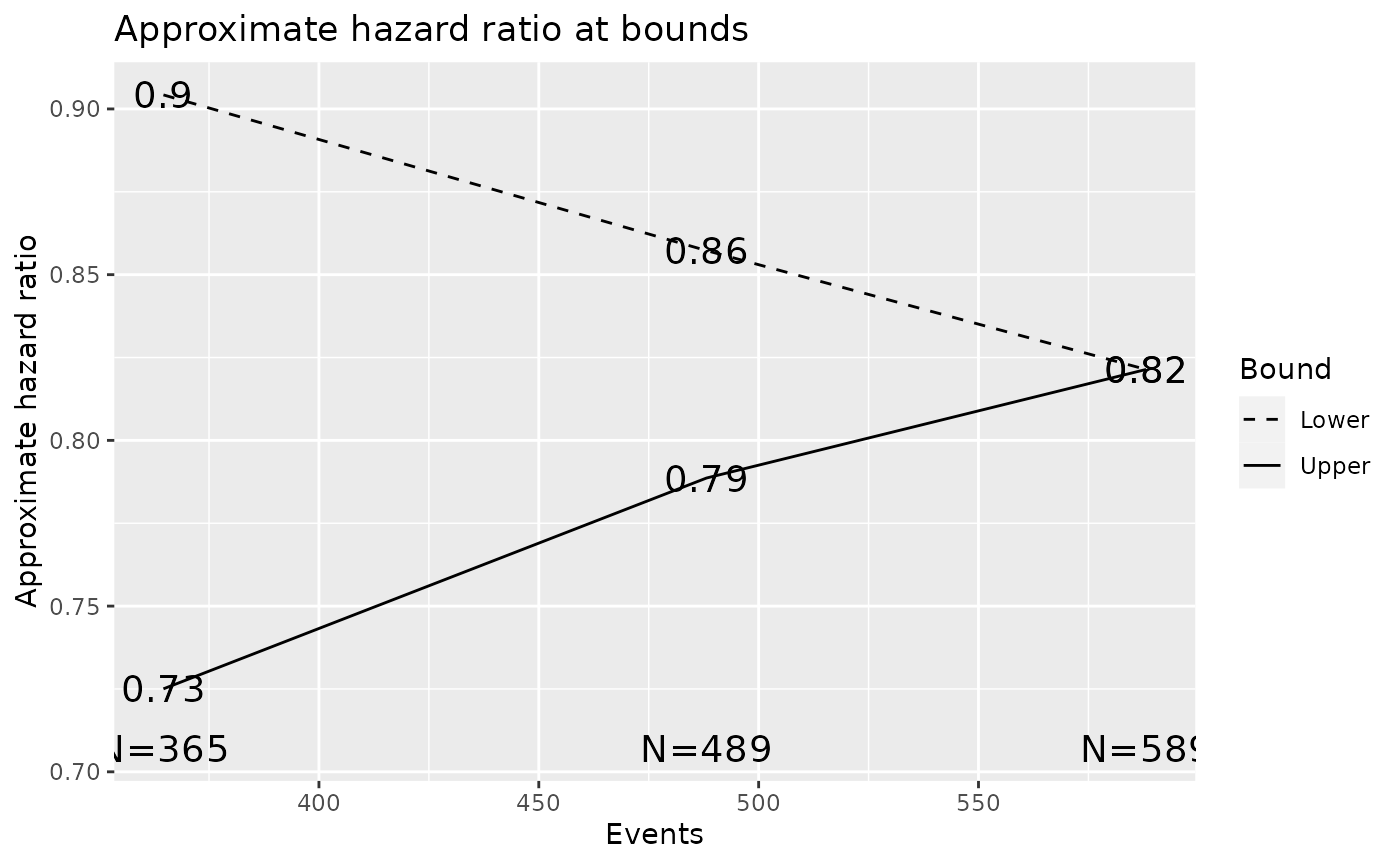 Approximate hazard ratio at bounds
Approximate hazard ratio
0.90
0.85
0.80
0.75
0.70
0.9
0.86
0.82
0.79
0.73
N=365
N=489
N=589
400
450
500
550
Events
Bound
Lower
Upper